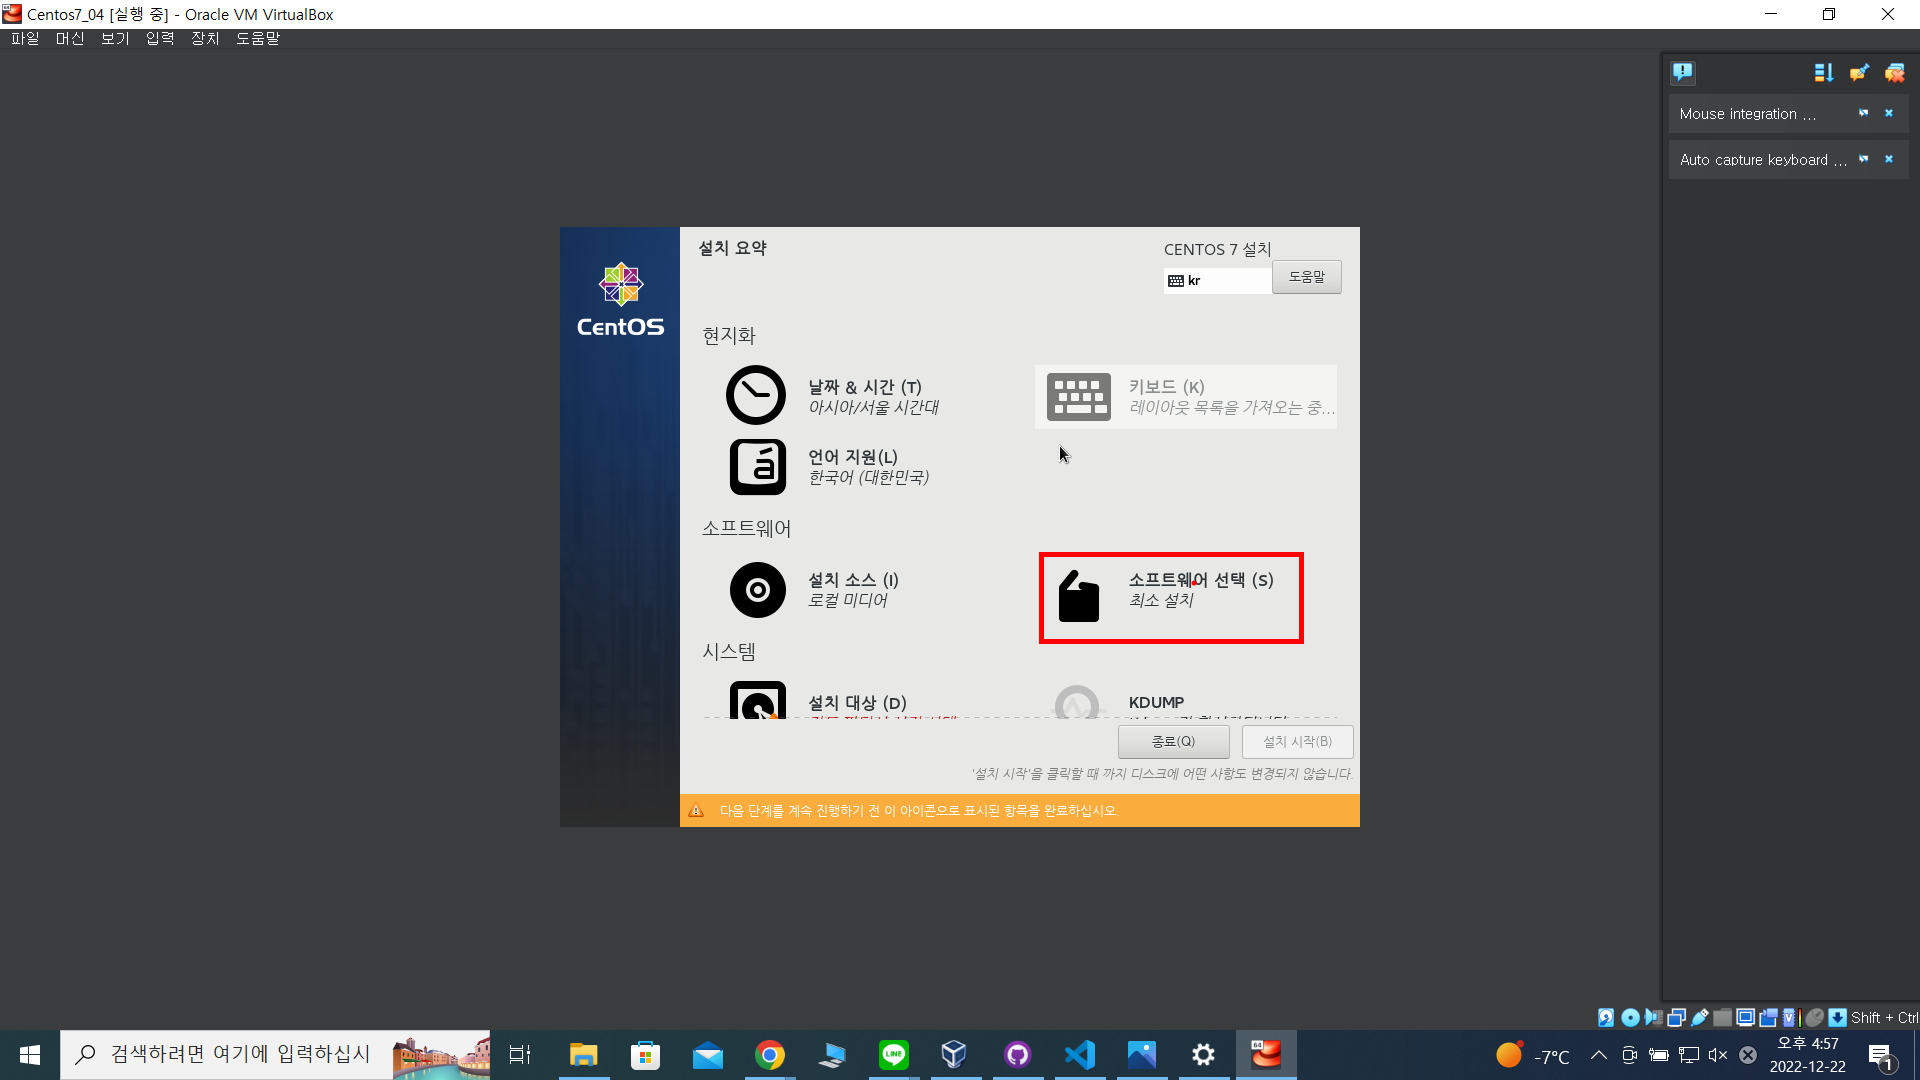 Centos7_04 [실행 중] - Oracle VM VirtualBox
파일 머신 보기 입력 장치 도움말
Mouse integration ...
Auto capture keyboard ...
설치 요약
CENTOS 7 설치
kr
도움말
CentOS
현지화
날짜 & 시간 (T)
아시아/서울 시간대
키보드 (K)
레이아웃 목록을 가져오는 중...
언어 지원(L)
한국어 (대한민국)
소프트웨어
설치 소스 (I)
로컬 미디어
소프트웨어 선택 (S)
최소 설치
시스템
설치 대상 (D)
KDUMP
종료(Q)
설치 시작(B)
'설치 시작'을 클릭할 때 까지 디스크에 어떤 사항도 변경되지 않습니다.
다음 단계를 계속 진행하기 전 이 아이콘으로 표시된 항목을 완료하십시오.
Shift + Ctrl
검색하려면 여기에 입력하십시
LINE
64
-7°C
오후 4:57
2022-12-22
1